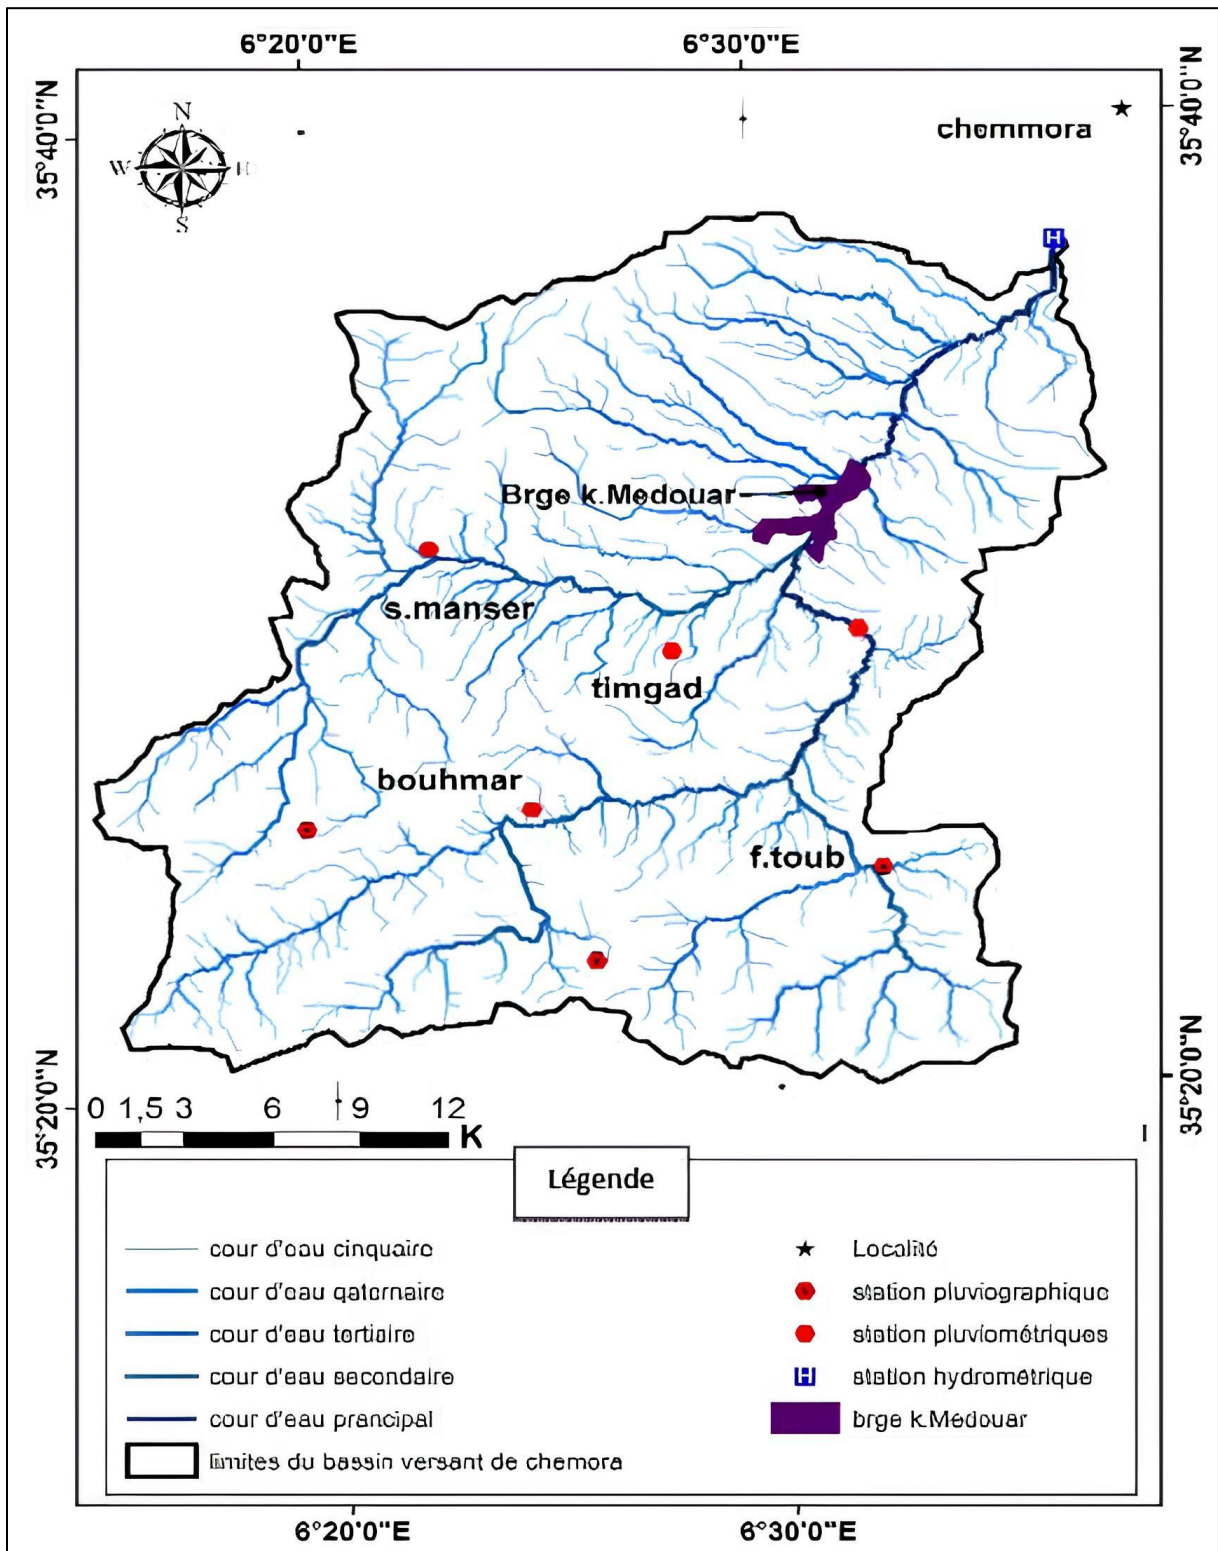 6°20'0"E 6°30'0"E
35°40'0"N
35°40'0"N
N
W
S
chommora
H
Brge k.Medouar
s.manser
timgad
bouhmar
f.toub
35°20'0"N
35°20'0"N
0 1,5 3 6 9 12
K
Légende
cour d'eau cinquaire
cour d'eau qaternaire
cour d'eau tertiaire
cour d'eau secondaire
cour d'eau prancipal
limites du bassin versant de chemora
Localité
station pluviographique
station pluviométriques
H station hydrométrique
brge k.Medouar
6°20'0"E 6°30'0"E